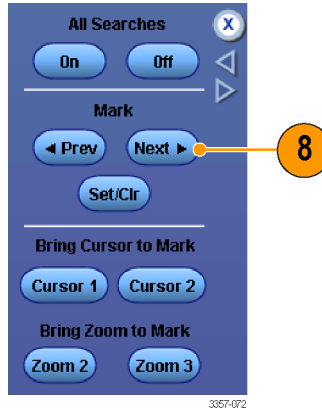 All Searches X
On Off
Mark
◄ Prev Next ►
8
Set/Clr
Bring Cursor to Mark
Cursor 1 Cursor 2
Bring Zoom to Mark
Zoom 2 Zoom 3
3357-072